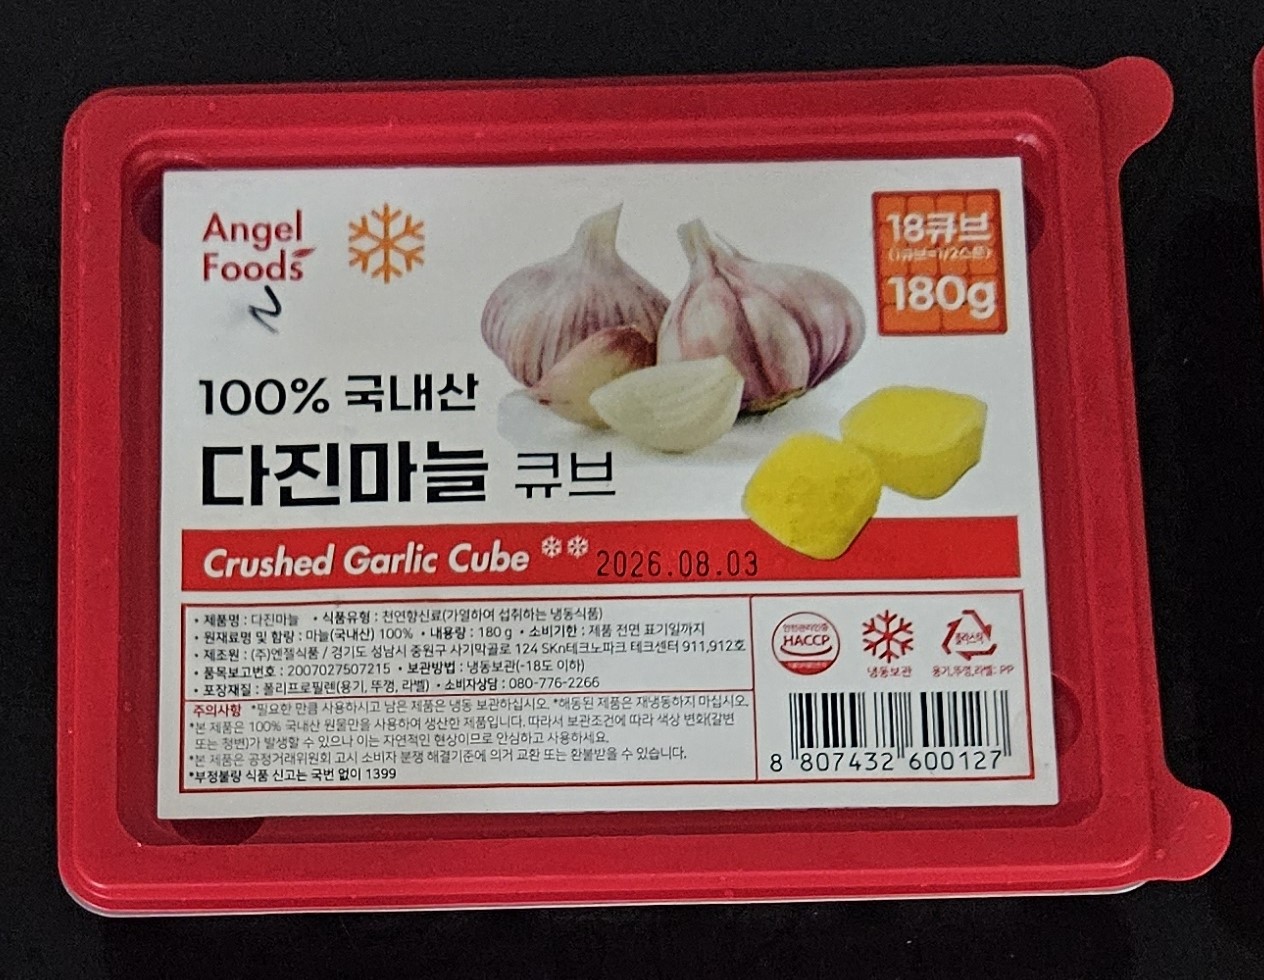 Angel
Foods
18큐브
(1큐브=1/2스푼)
180g
100% 국내산
다진마늘 큐브
Crushed Garlic Cube 2026.08.03
• 제품명 : 다진마늘 • 식품유형 : 천연향신료(가열하여 섭취하는 냉동식품)
• 원재료명 및 함량 : 마늘(국내산) 100% • 내용량 : 180 g • 소비기한 : 제품 전면 표기일까지
• 제조원 : (주)엔젤식품 / 경기도 성남시 중원구 사기막골로 124 SKn테크노파크 테크센터 911,912호
• 품목보고번호 : 2007027507215 • 보관방법 : 냉동보관(-18도 이하)
• 포장재질 : 폴리프로필렌(용기, 뚜껑, 라벨) • 소비자상담 : 080-776-2266
주의사항 *필요한 만큼 사용하시고 남은 제품은 냉동 보관하십시오. *해동된 제품은 재냉동하지 마십시오.
*본 제품은 100% 국내산 원물만을 사용하여 생산한 제품입니다. 따라서 보관조건에 따라 색상 변화(갈변
또는 청변)가 발생할 수 있으나 이는 자연적인 현상이므로 안심하고 사용하세요.
*본 제품은 공정거래위원회 고시 소비자 분쟁 해결기준에 의거 교환 또는 환불받을 수 있습니다.
*부정불량 식품 신고는 국번 없이 1399
안전관리인증
HACCP
냉동보관
플라스틱
용기,뚜껑,라벨: PP
8 807432 600127